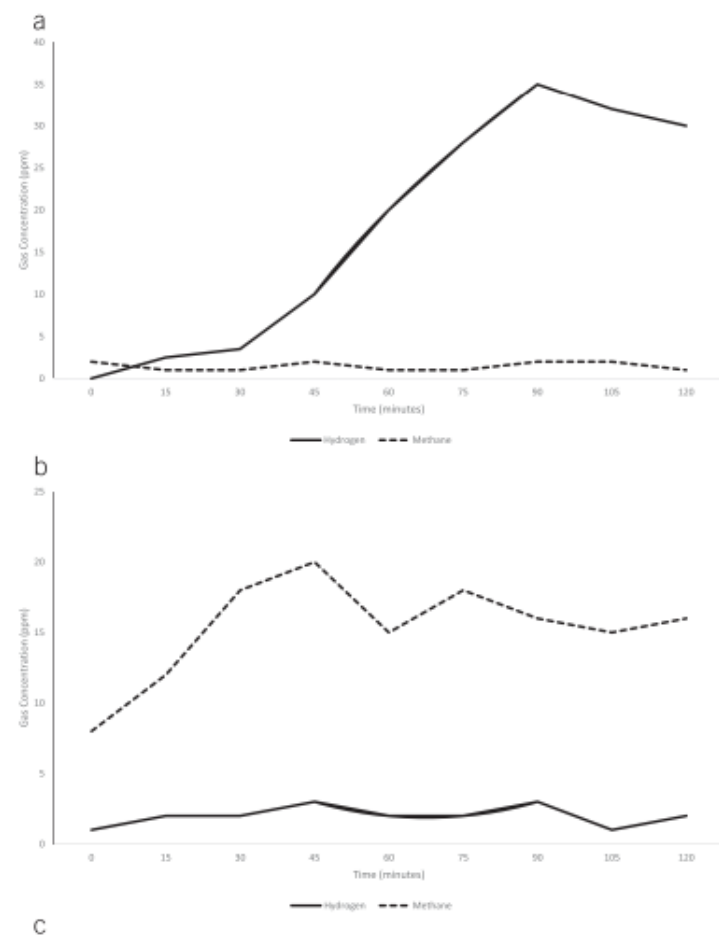 a
40
35
30
25
20
15
10
5
0
Gas Concentration (ppm)
0 15 30 45 60 75 90 105 120
Time (minutes)
Hydrogen Methane
b
25
20
15
10
5
0
Gas Concentration (ppm)
0 15 30 45 60 75 90 105 120
Time (minutes)
Hydrogen Methane
c